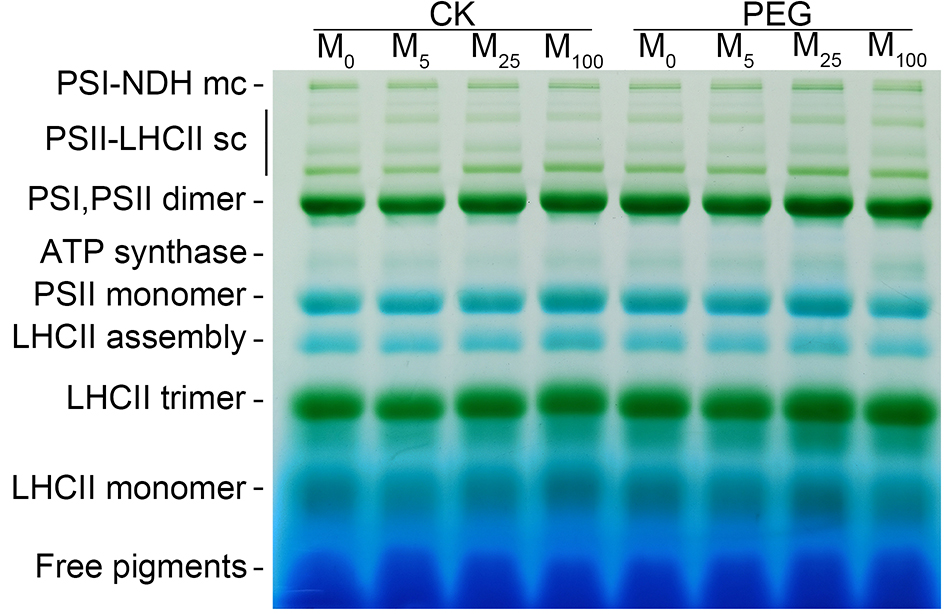 CK PEG
M0 M5 M25 M100 M0 M5 M25 M100
PSI-NDH mc
PSII-LHCII sc
PSI,PSII dimer
ATP synthase
PSII monomer
LHCII assembly
LHCII trimer
LHCII monomer
Free pigments